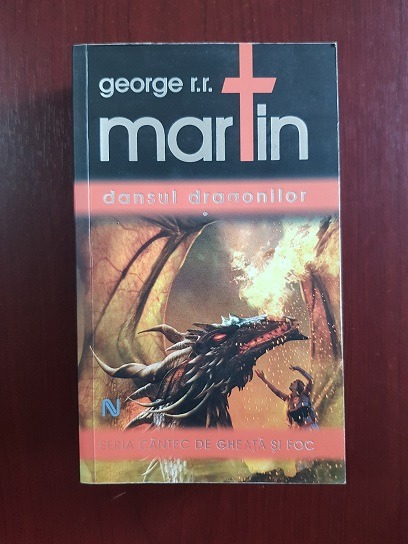 george r.r.
martin
dansul dragonilor
N
SERIA CÂNTEC DE GHEAȚĂ ȘI FOC